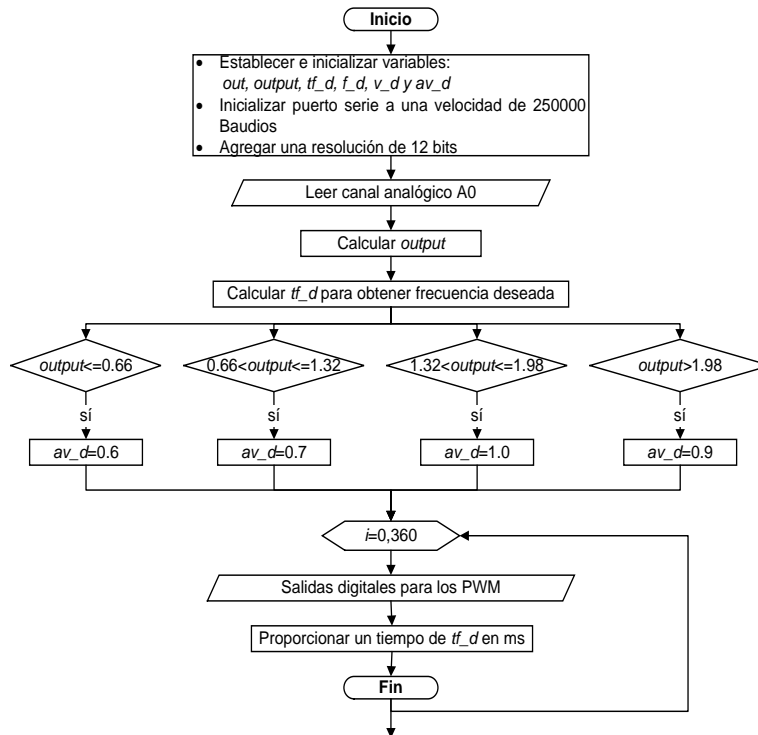 Inicio
• Establecer e inicializar variables:
out, output, tf_d, f_d, v_d y av_d
• Inicializar puerto serie a una velocidad de 250000
Baudios
• Agregar una resolución de 12 bits
Leer canal analógico A0
Calcular output
Calcular tf_d para obtener frecuencia deseada
output<=0.66
0.66<output<=1.32
1.32<output<=1.98
output>1.98
sí
sí
sí
sí
av_d=0.6
av_d=0.7
av_d=1.0
av_d=0.9
i=0,360
Salidas digitales para los PWM
Proporcionar un tiempo de tf_d en ms
Fin